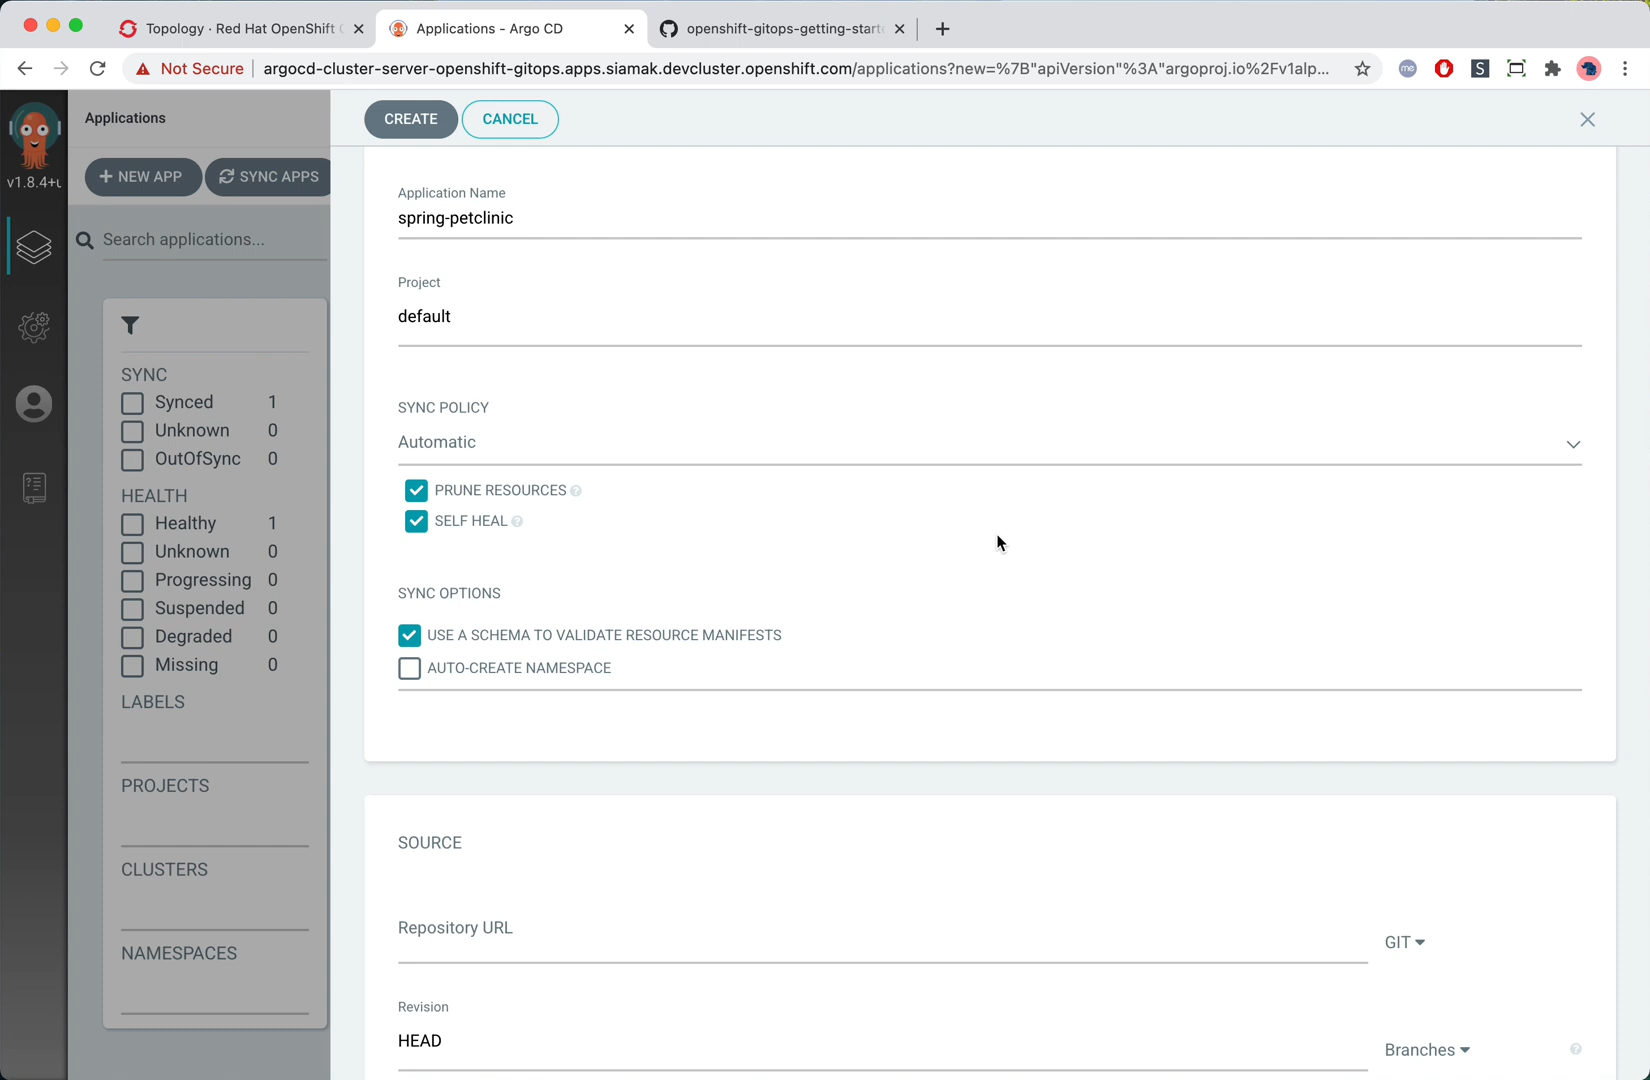 Topology · Red Hat OpenShift
Applications - Argo CD
openshift-gitops-getting-start
Not Secure
argocd-cluster-server-openshift-gitops.apps.siamak.devcluster.openshift.com/applications?new=%7B"apiVersion"%3A"argoproj.io%2Fv1alp...
me
S
v1.8.4+u
Applications
CREATE
CANCEL
NEW APP
SYNC APPS
Search applications...
SYNC
Synced 1
Unknown 0
OutOfSync 0
HEALTH
Healthy 1
Unknown 0
Progressing 0
Suspended 0
Degraded 0
Missing 0
LABELS
PROJECTS
CLUSTERS
NAMESPACES
Application Name
spring-petclinic
Project
default
SYNC POLICY
Automatic
PRUNE RESOURCES
SELF HEAL
SYNC OPTIONS
USE A SCHEMA TO VALIDATE RESOURCE MANIFESTS
AUTO-CREATE NAMESPACE
SOURCE
Repository URL
GIT
Revision
HEAD
Branches